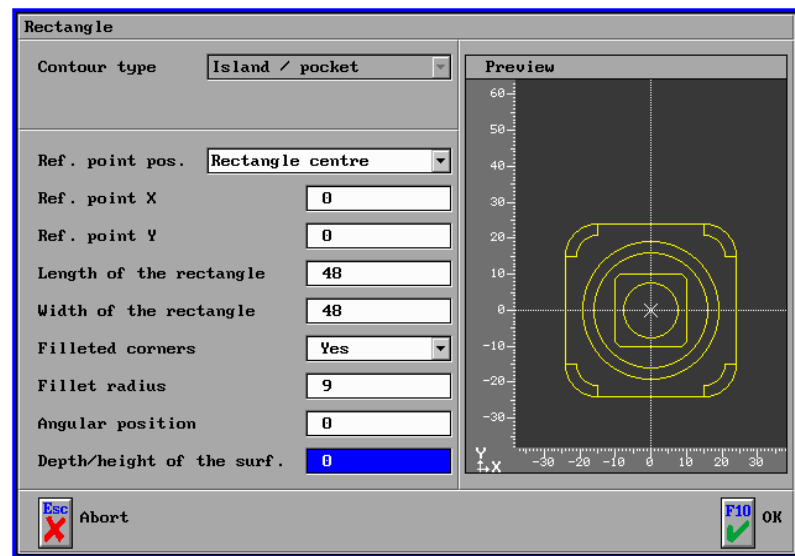 Rectangle
Contour type Island / pocket
Ref. point pos. Rectangle centre
Ref. point X 0
Ref. point Y 0
Length of the rectangle 48
Width of the rectangle 48
Filleted corners Yes
Fillet radius 9
Angular position 0
Depth/height of the surf. 0
Preview
60
50
40
30
20
10
0
-10
-20
-30
Y
X
-30 -20 -10 0 10 20 30
Esc Abort
F10 OK